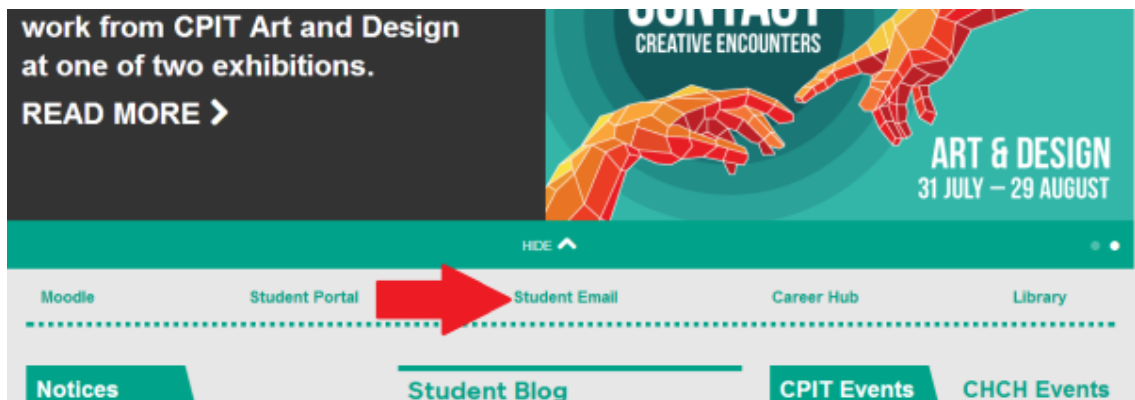 work from CPIT Art and Design
at one of two exhibitions.
READ MORE
CONTACT
CREATIVE ENCOUNTERS
ART & DESIGN
31 JULY – 29 AUGUST
HIDE
Moodle Student Portal Student Email Career Hub Library
Notices Student Blog CPIT Events CHCH Events